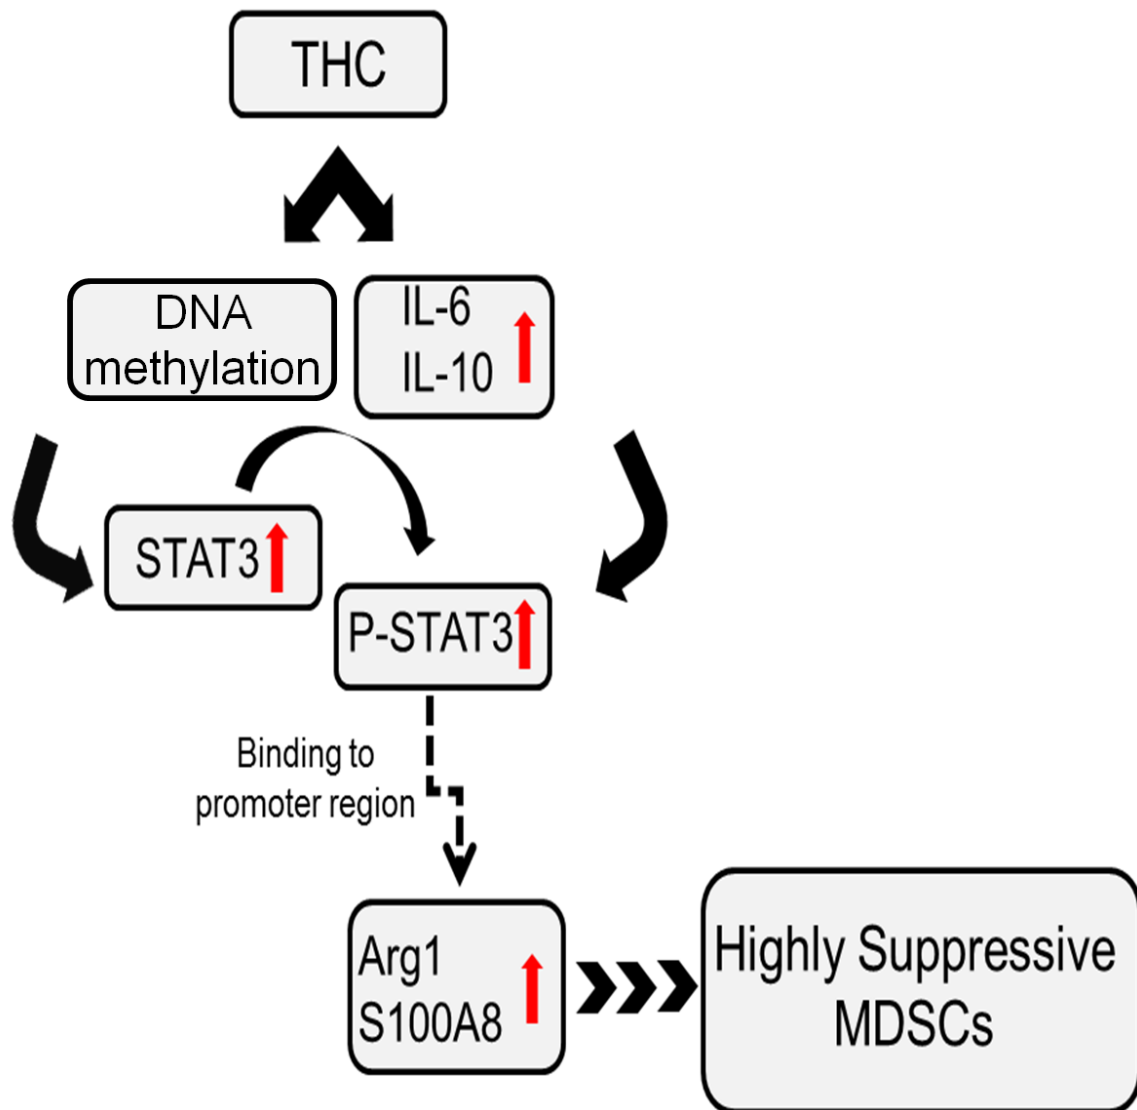 THC
DNA
methylation
IL-6
IL-10
STAT3
P-STAT3
Binding to
promoter region
Arg1
S100A8
Highly Suppressive
MDSCs